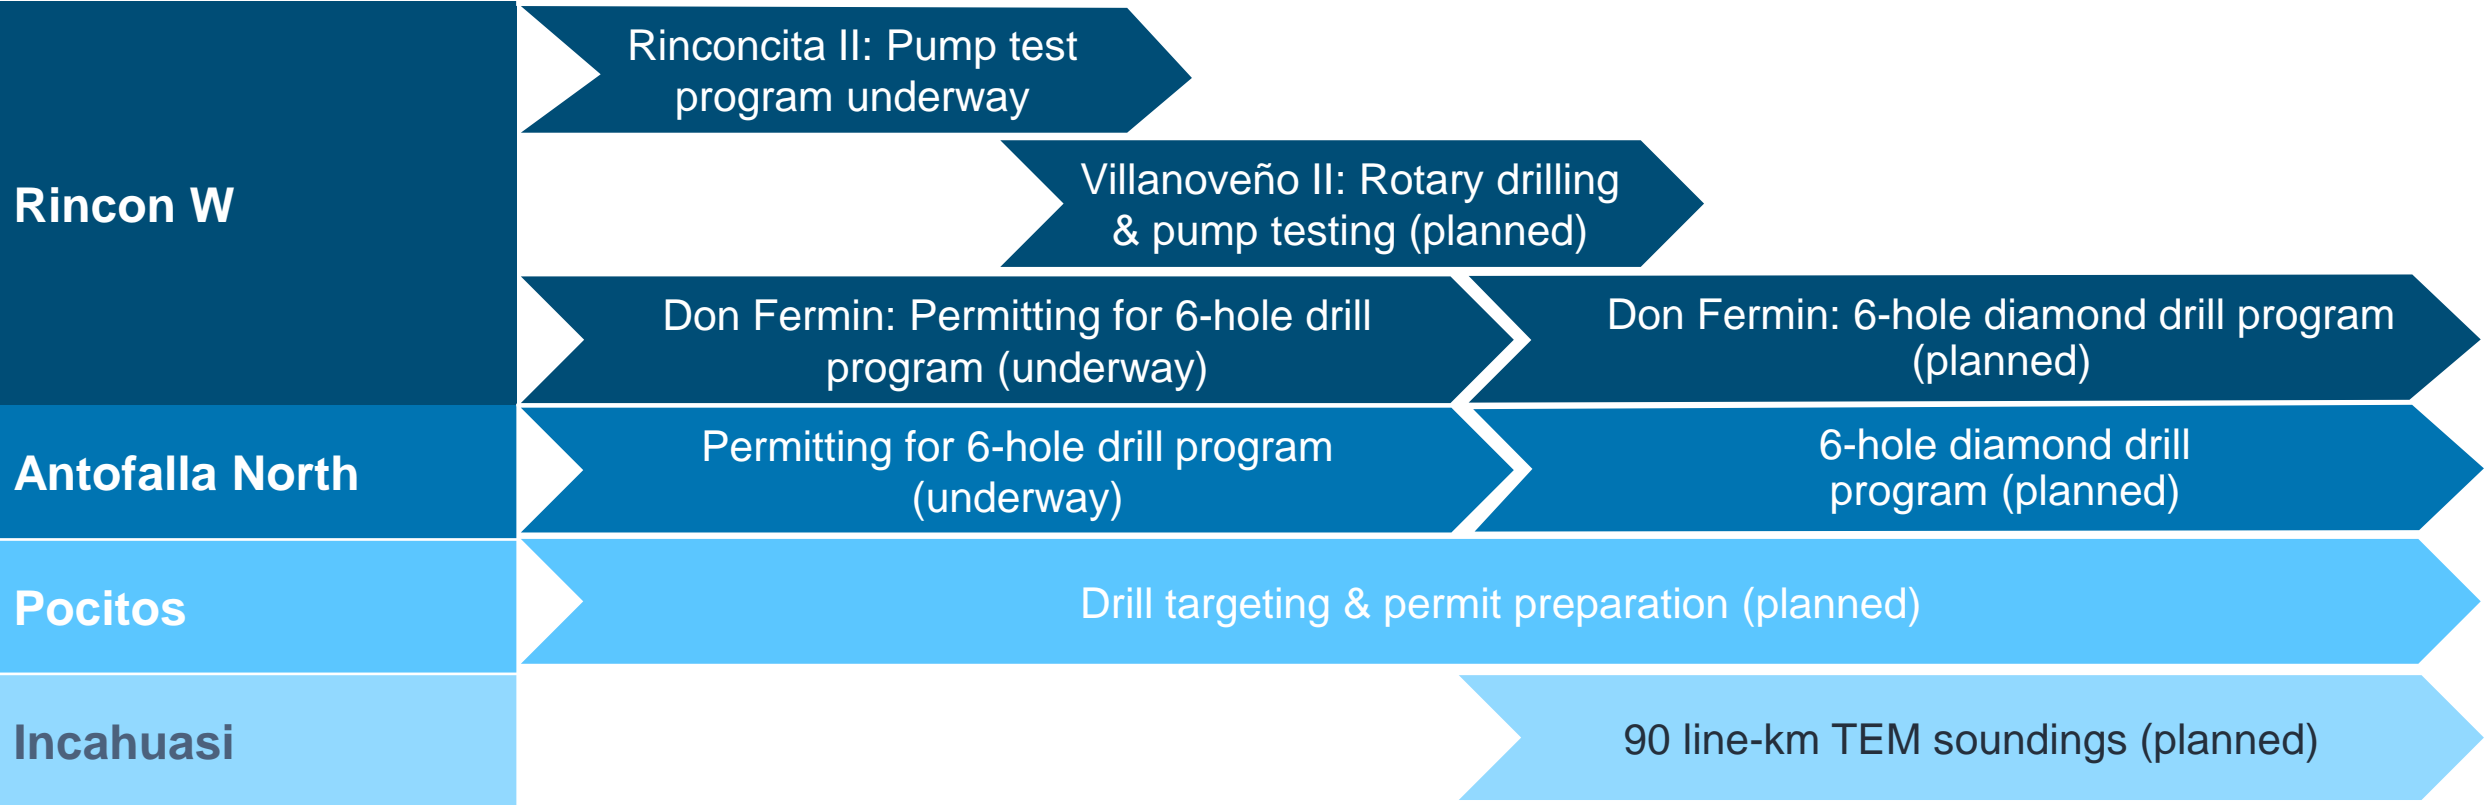 Rincon W
Rinconcita II: Pump test
program underway
Villanoveño II: Rotary drilling
& pump testing (planned)
Don Fermin: Permitting for 6-hole drill
program (underway)
Don Fermin: 6-hole diamond drill program
(planned)
Antofalla North
Permitting for 6-hole drill program
(underway)
6-hole diamond drill
program (planned)
Pocitos
Drill targeting & permit preparation (planned)
Incahuasi
90 line-km TEM soundings (planned)